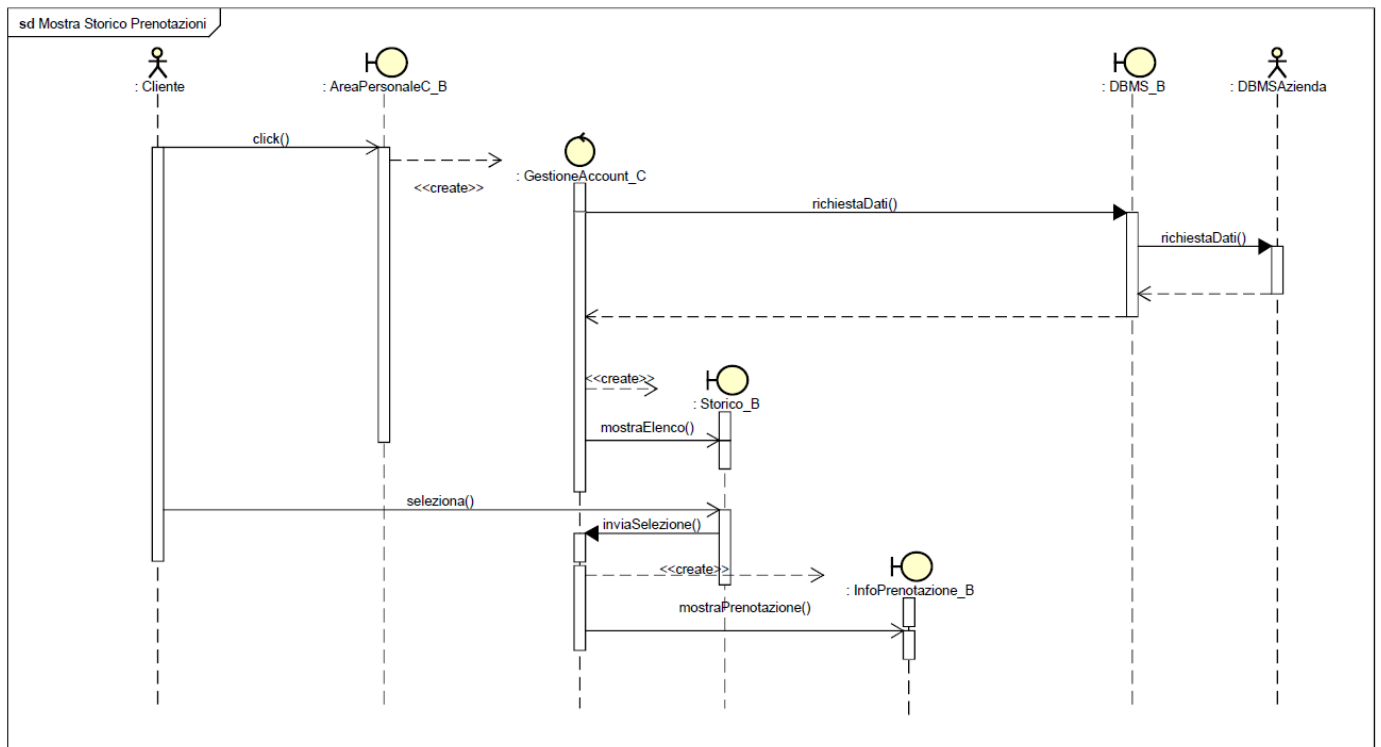 sd Mostra Storico Prenotazioni
: Cliente
: AreaPersonaleC_B
: DBMS_B
: DBMSAzienda
click()
<<create>>
: GestioneAccount_C
richiestaDati()
richiestaDati()
<<create>>
: Storico_B
mostraElenco()
seleziona()
inviaSelezione()
<<create>>
: InfoPrenotazione_B
mostraPrenotazione()